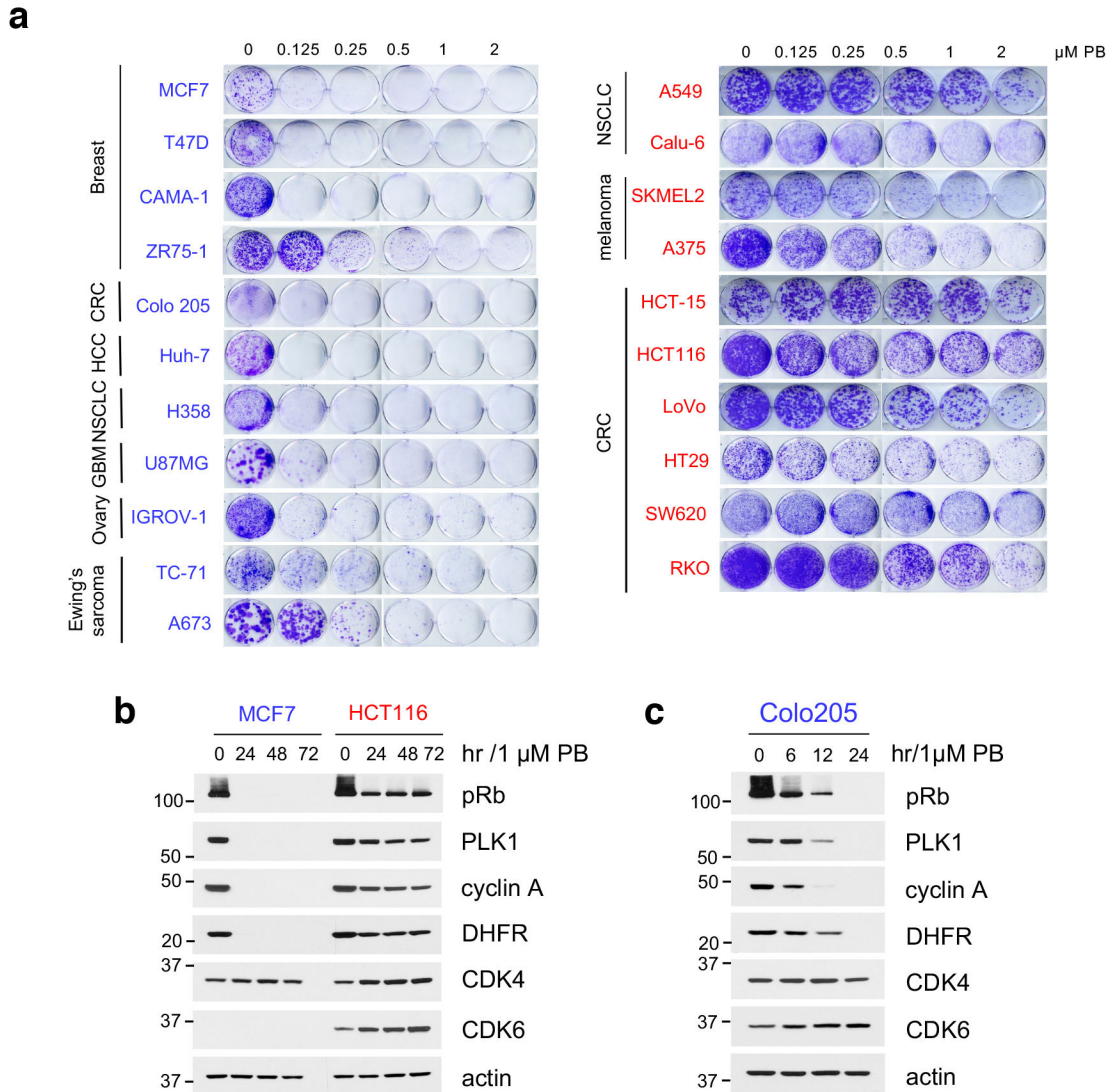 a
0 0.125 0.25 0.5 1 2
Breast
MCF7
T47D
CAMA-1
ZR75-1
CRC
Colo 205
HCC
Huh-7
NSCLC
H358
GBM
U87MG
Ovary
IGROV-1
Ewing's
sarcoma
TC-71
A673
0 0.125 0.25 0.5 1 2 µM PB
NSCLC
A549
Calu-6
melanoma
SKMEL2
A375
CRC
HCT-15
HCT116
LoVo
HT29
SW620
RKO
b
MCF7 HCT116
0 24 48 72 0 24 48 72 hr /1 µM PB
100 pRb
50 PLK1
50 cyclin A
20 DHFR
37 CDK4
37 CDK6
37 actin
c
Colo205
0 6 12 24 hr/1µM PB
100 pRb
50 PLK1
50 cyclin A
20 DHFR
37 CDK4
37 CDK6
37 actin